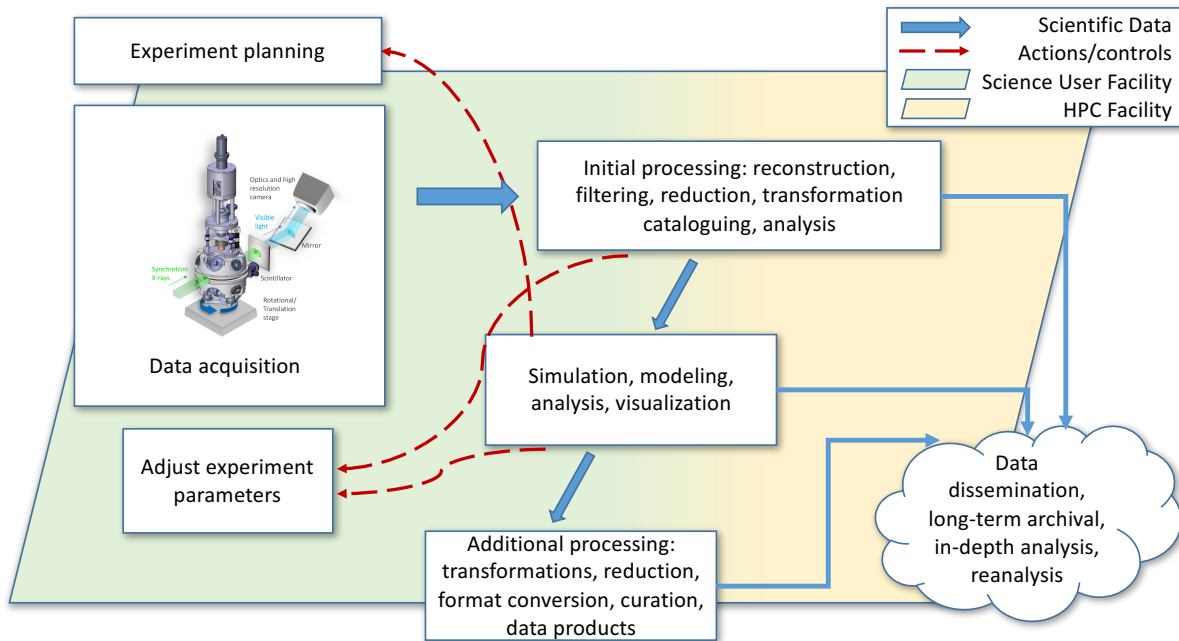 Experiment planning
Scientific Data
Actions/controls
Science User Facility
HPC Facility
Optics and high
resolution
camera
Visible
light
Mirror
Synchrotron
X-rays
Scintillator
Rotational/
Translation
stage
Data acquisition
Initial processing: reconstruction,
filtering, reduction, transformation
cataloguing, analysis
Simulation, modeling,
analysis, visualization
Adjust experiment
parameters
Additional processing:
transformations, reduction,
format conversion, curation,
data products
Data
dissemination,
long-term archival,
in-depth analysis,
reanalysis